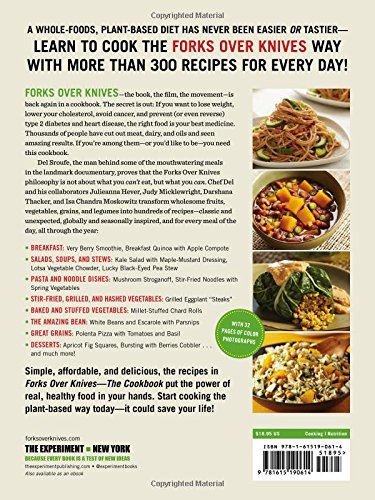 Copyrighted Material
A WHOLE-FOODS, PLANT-BASED DIET HAS NEVER BEEN EASIER OR TASTIER—
LEARN TO COOK THE FORKS OVER KNIVES WAY
WITH MORE THAN 300 RECIPES FOR EVERY DAY!
FORKS OVER KNIVES—the book, the film, the movement—is
back again in a cookbook. The secret is out: If you want to lose weight,
lower your cholesterol, avoid cancer, and prevent (or even reverse)
type 2 diabetes and heart disease, the right food is your best medicine.
Thousands of people have cut out meat, dairy, and oils and seen
amazing results. If you're among them—or you'd like to be—you need
this cookbook.
Del Sroufe, the man behind some of the mouthwatering meals
in the landmark documentary, proves that the Forks Over Knives
philosophy is not about what you can't eat, but what you can. Chef Del
and his collaborators Julieanna Hever, Judy Micklewright, Darshana
Thacker, and Isa Chandra Moskowitz transform wholesome fruits,
vegetables, grains, and legumes into hundreds of recipes—classic and
unexpected, globally and seasonally inspired, and for every meal of the
day, all through the year:
• BREAKFAST: Very Berry Smoothie, Breakfast Quinoa with Apple Compote
• SALADS, SOUPS, AND STEWS: Kale Salad with Maple-Mustard Dressing,
Lotsa Vegetable Chowder, Lucky Black-Eyed Pea Stew
• PASTA AND NOODLE DISHES: Mushroom Stroganoff, Stir-Fried Noodles with
Spring Vegetables
• STIR-FRIED, GRILLED, AND HASHED VEGETABLES: Grilled Eggplant "Steaks"
• BAKED AND STUFFED VEGETABLES: Millet-Stuffed Chard Rolls
• THE AMAZING BEAN: White Beans and Escarole with Parsnips
• GREAT GRAINS: Polenta Pizza with Tomatoes and Basil
• DESSERTS: Apricot Fig Squares, Bursting with Berries Cobbler . . .
and much more!
WITH 32
PAGES OF COLOR
PHOTOGRAPHS
Simple, affordable, and delicious, the recipes in
Forks Over Knives—The Cookbook put the power of
real, healthy food in your hands. Start cooking the
plant-based way today—it could save your life!
forksoverknives.com
THE EXPERIMENT NEW YORK
BECAUSE EVERY BOOK IS A TEST OF NEW IDEAS
theexperimentpublishing.com • @experimentbooks
Also available as an ebook
$18.95 US
Cooking / Nutrition
ISBN 978-1-61519-061-4
51895
9 781615 190614
Copyrighted Material